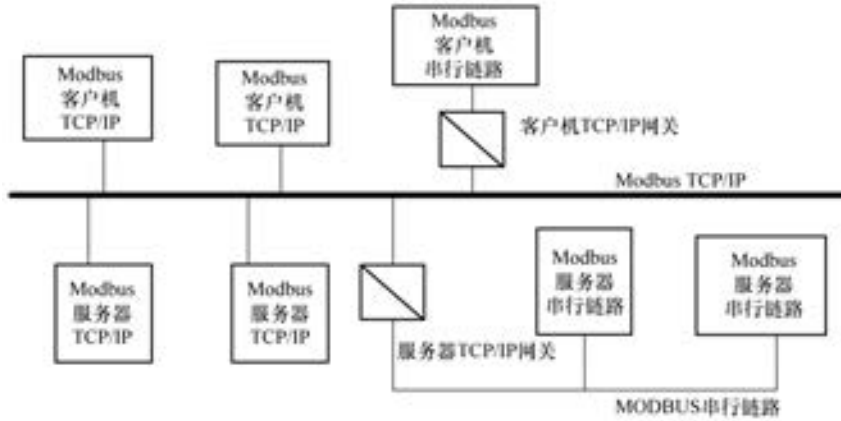 Modbus
客户机
TCP/IP
Modbus
客户机
TCP/IP
Modbus
客户机
串行链路
客户机TCP/IP网关
Modbus TCP/IP
Modbus
服务器
TCP/IP
Modbus
服务器
TCP/IP
服务器TCP/IP网关
Modbus
服务器
串行链路
Modbus
服务器
串行链路
MODBUS串行链路